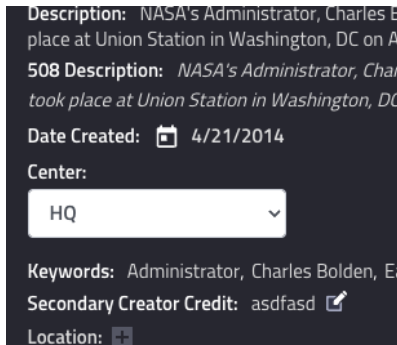 Description: NASA's Administrator, Charles
place at Union Station in Washington, DC on
508 Description: NASA's Administrator,
took place at Union Station in Washington, DC
Date Created: 4/21/2014
Center:
HQ
Keywords: Administrator, Charles Bolden,
Secondary Creator Credit: asdfasd
Location: